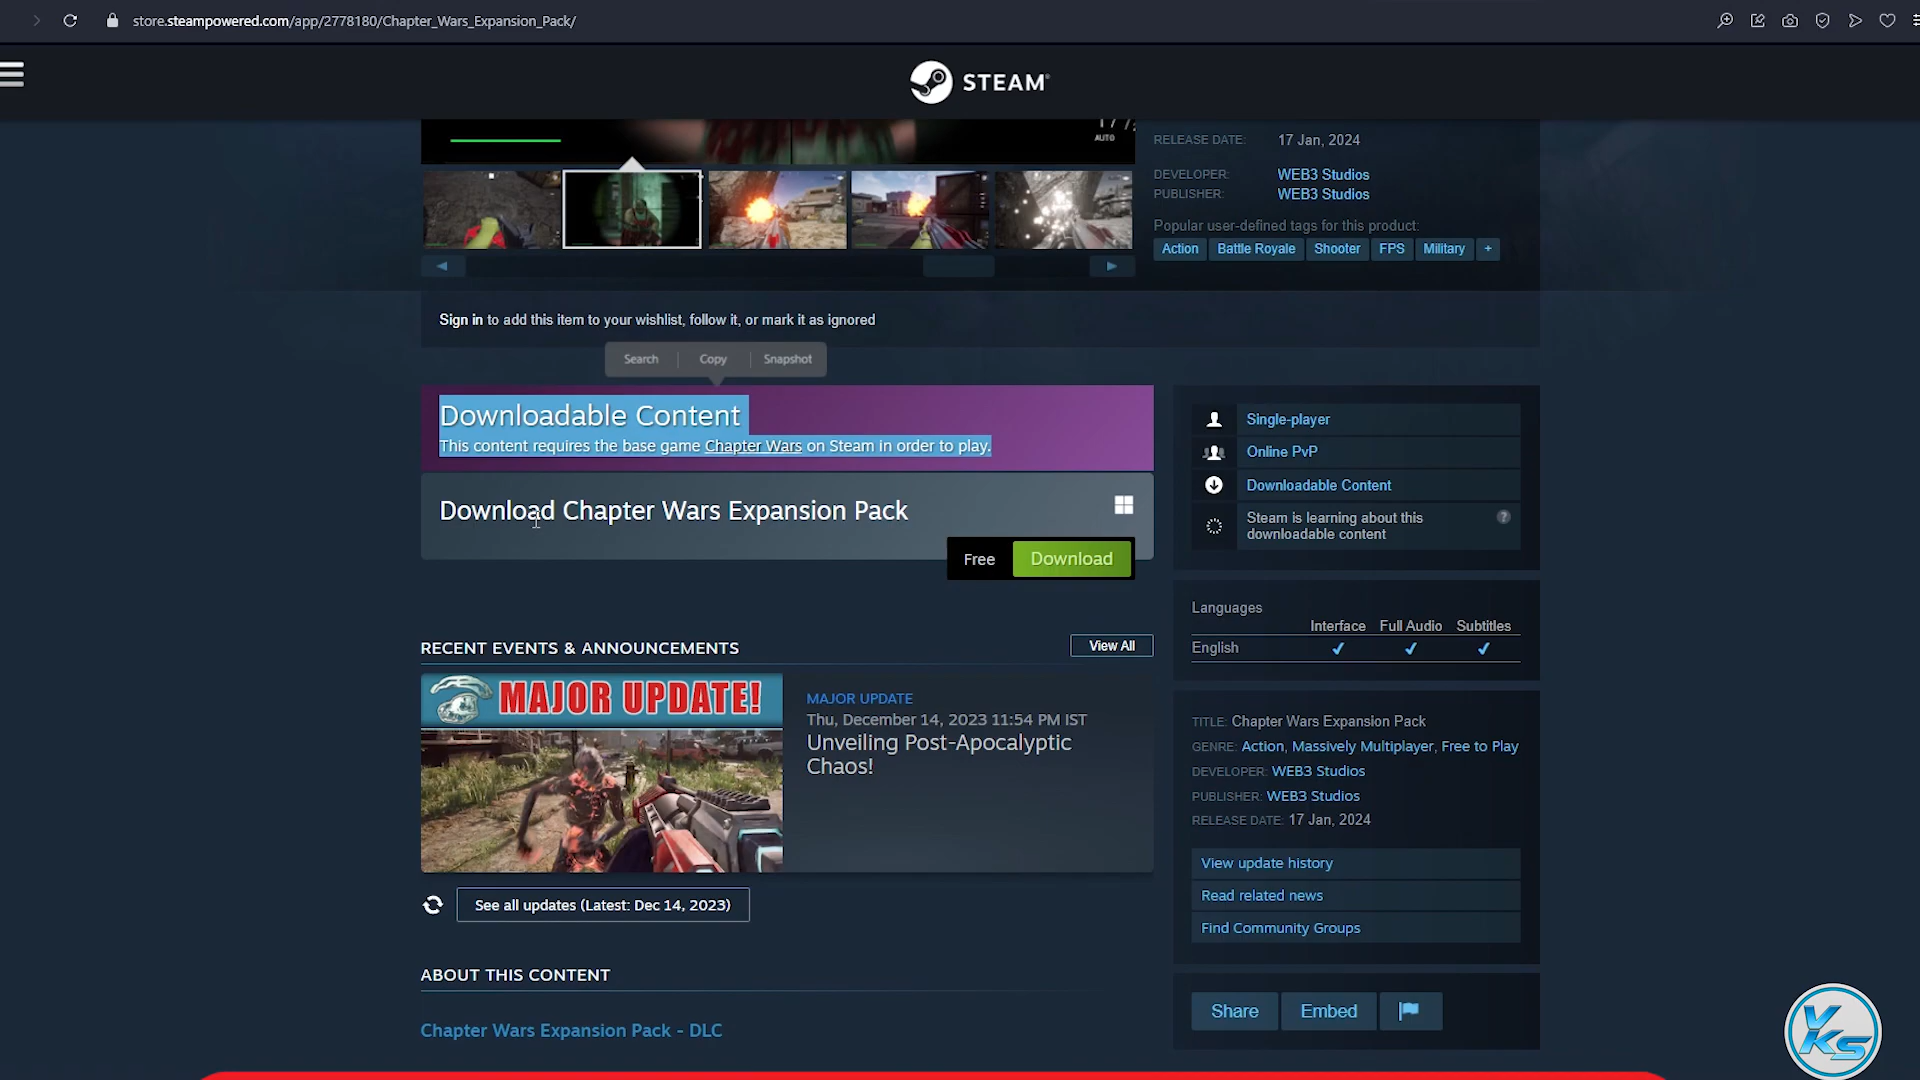 store.steampowered.com/app/2778180/Chapter_Wars_Expansion_Pack/
STEAM
AUTO
RELEASE DATE: 17 Jan, 2024
DEVELOPER: WEB3 Studios
PUBLISHER: WEB3 Studios
Popular user-defined tags for this product:
Action Battle Royale Shooter FPS Military +
Sign in to add this item to your wishlist, follow it, or mark it as ignored
Search Copy Snapshot
Downloadable Content
This content requires the base game Chapter Wars on Steam in order to play.
Download Chapter Wars Expansion Pack
Free Download
Single-player
Online PvP
Downloadable Content
Steam is learning about this
downloadable content
?
Languages
Interface Full Audio Subtitles
English ✔ ✔ ✔
RECENT EVENTS & ANNOUNCEMENTS
View All
MAJOR UPDATE!
MAJOR UPDATE
Thu, December 14, 2023 11:54 PM IST
Unveiling Post-Apocalyptic
Chaos!
See all updates (Latest: Dec 14, 2023)
TITLE: Chapter Wars Expansion Pack
GENRE: Action, Massively Multiplayer, Free to Play
DEVELOPER: WEB3 Studios
PUBLISHER: WEB3 Studios
RELEASE DATE: 17 Jan, 2024
View update history
Read related news
Find Community Groups
ABOUT THIS CONTENT
Chapter Wars Expansion Pack - DLC
Share Embed
YKS